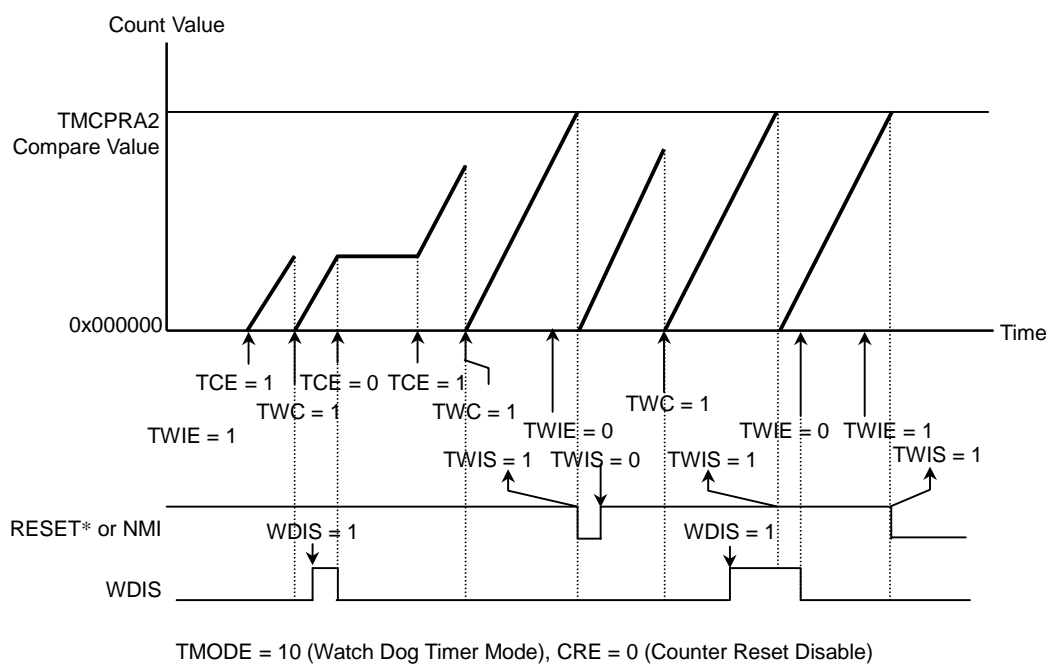 Count Value
TMCPRA2
Compare Value
0x000000
Time
TCE = 1 TCE = 0 TCE = 1
TWC = 1 TWC = 1 TWC = 1
TWIE = 1 TWIE = 0 TWIE = 0 TWIE = 1
TWIS = 1 TWIS = 0 TWIS = 1 TWIS = 1
RESET* or NMI
WDIS = 1 WDIS = 1
WDIS
TMODE = 10 (Watch Dog Timer Mode), CRE = 0 (Counter Reset Disable)